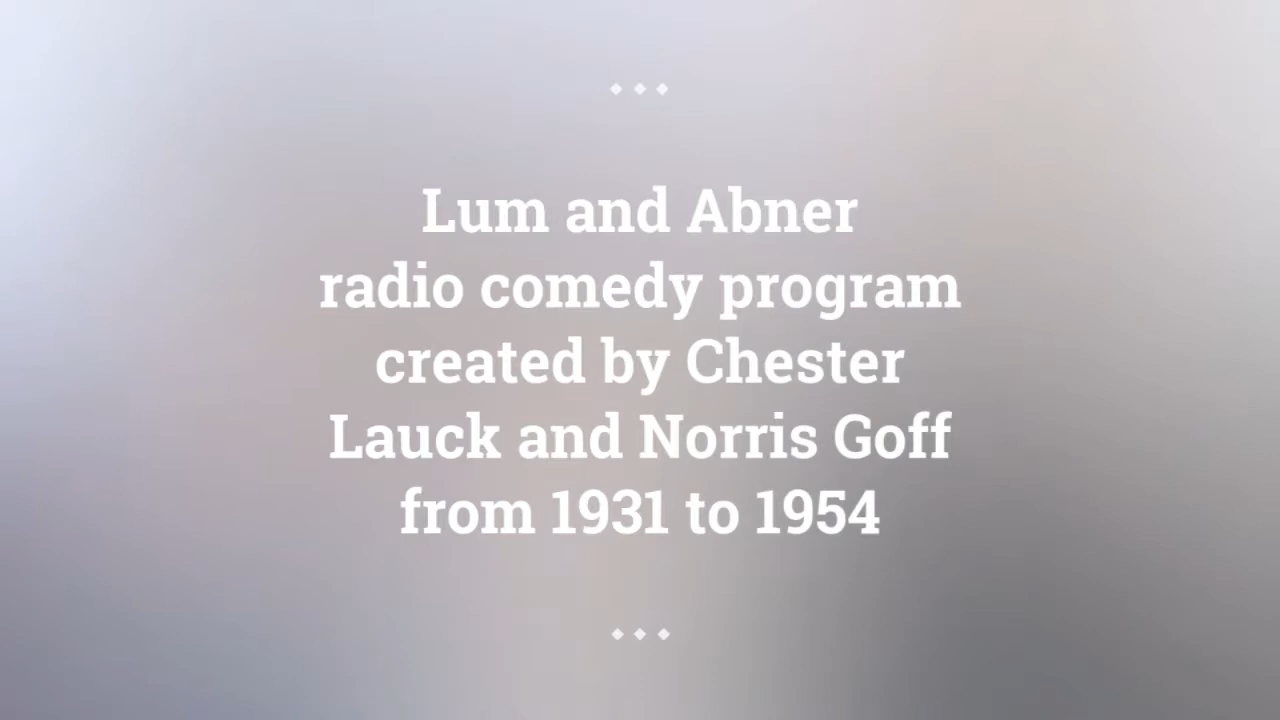 Lum and Abner
radio comedy program
created by Chester
Lauck and Norris Goff
from 1931 to 1954